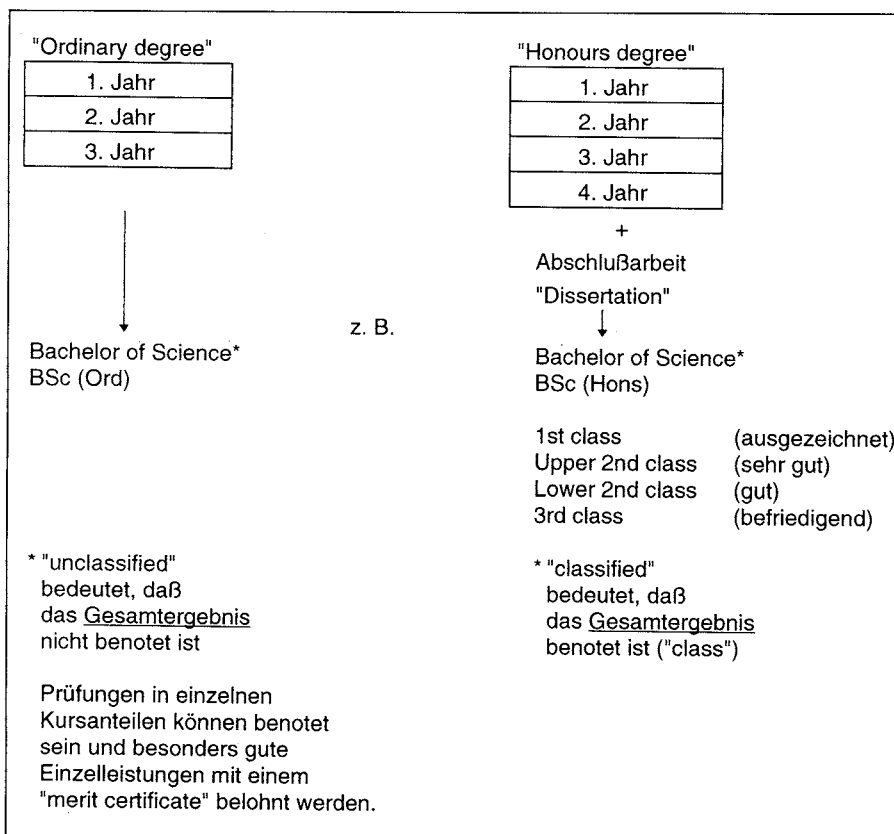 "Ordinary degree"
1. Jahr
2. Jahr
3. Jahr
Bachelor of Science*
BSc (Ord)
* "unclassified"
bedeutet, daß
das Gesamtergebnis
nicht benotet ist
Prüfungen in einzelnen
Kursanteilen können benotet
sein und besonders gute
Einzelleistungen mit einem
"merit certificate" belohnt werden.
z. B.
"Honours degree"
1. Jahr
2. Jahr
3. Jahr
4. Jahr
+
Abschlußarbeit
"Dissertation"
Bachelor of Science*
BSc (Hons)
1st class (ausgezeichnet)
Upper 2nd class (sehr gut)
Lower 2nd class (gut)
3rd class (befriedigend)
* "classified"
bedeutet, daß
das Gesamtergebnis
benotet ist ("class")